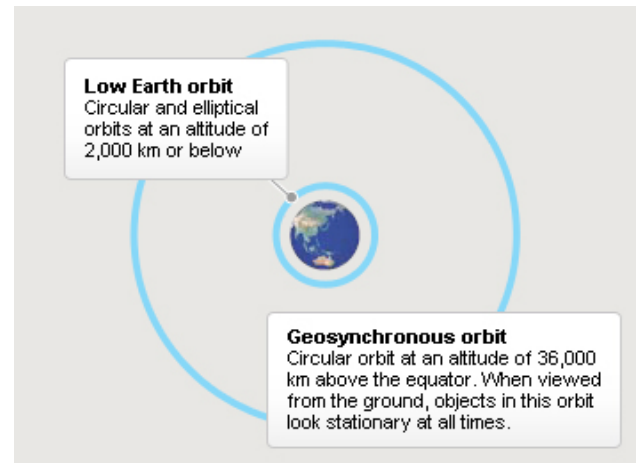 Low Earth orbit
Circular and elliptical
orbits at an altitude of
2,000 km or below
Geosynchronous orbit
Circular orbit at an altitude of 36,000
km above the equator. When viewed
from the ground, objects in this orbit
look stationary at all times.